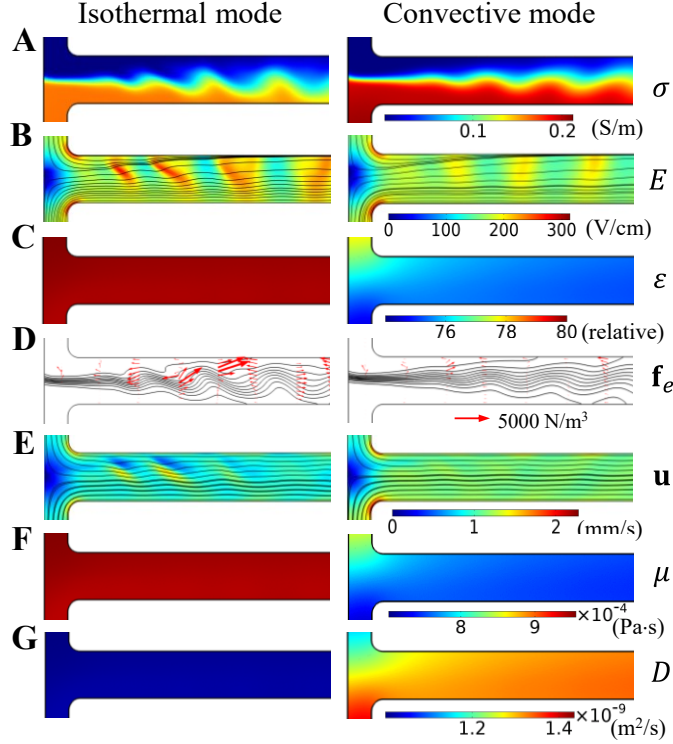 Isothermal mode Convective mode
A
σ
0.1 0.2 (S/m)
B
E
0 100 200 300 (V/cm)
C
ε
76 78 80 (relative)
D
f_e
5000 N/m³
E
u
0 1 2 (mm/s)
F
μ
8 9 ×10⁻⁴ (Pa·s)
G
D
1.2 1.4 ×10⁻⁹ (m²/s)